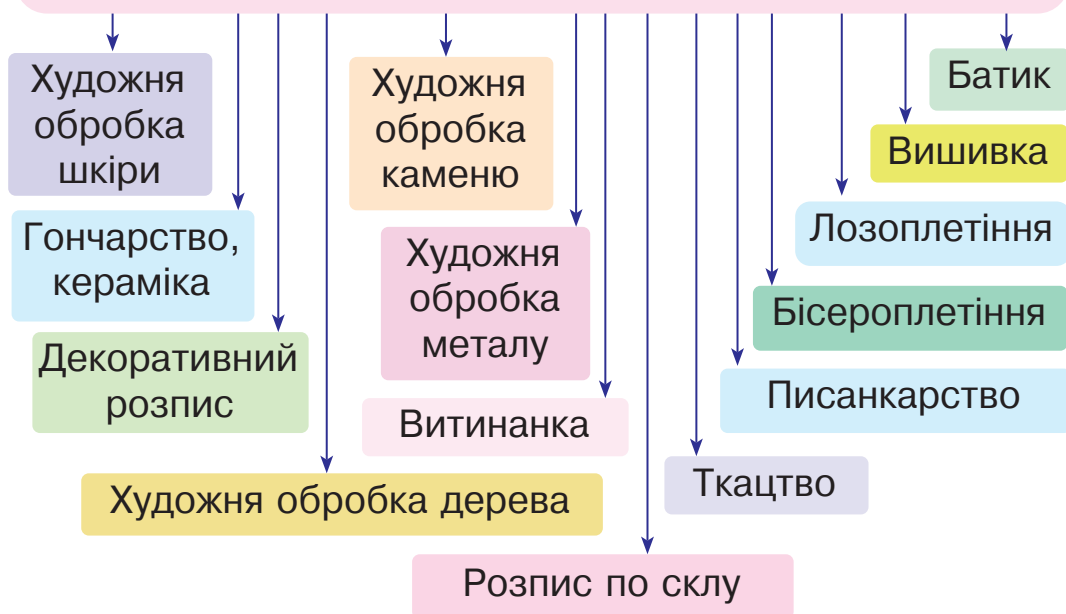 Художня
обробка
шкіри
Гончарство,
кераміка
Декоративний
розпис
Художня обробка дерева
Художня
обробка
каменю
Художня
обробка
металу
Витинанка
Розпис по склу
Ткацтво
Писанкарство
Бісероплетіння
Лозоплетіння
Вишивка
Батик